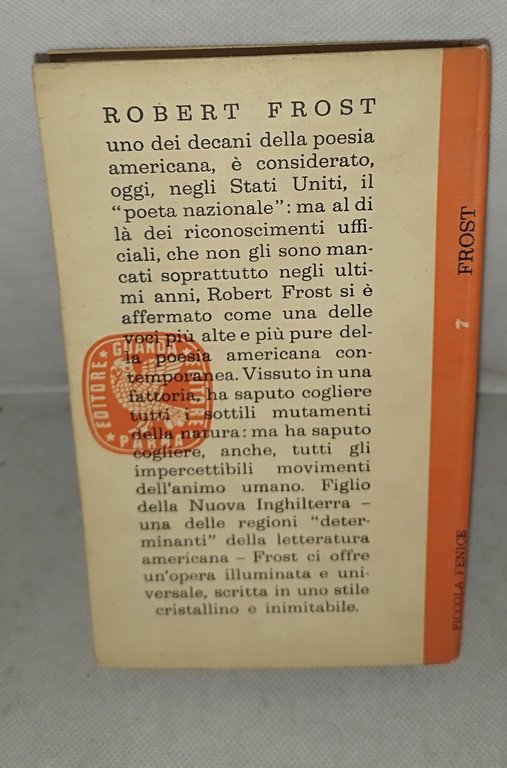 ROBERT FROST
uno dei decani della poesia
americana, è considerato,
oggi, negli Stati Uniti, il
“poeta nazionale”: ma al di
là dei riconoscimenti uffi-
ciali, che non gli sono man-
cati soprattutto negli ulti-
mi anni, Robert Frost si è
affermato come una delle
voci più alte e più pure del-
la poesia americana con-
temporanea. Vissuto in una
fattoria, ha saputo cogliere
tutti i sottili mutamenti
della natura: ma ha saputo
cogliere, anche, tutti gli
impercettibili movimenti
dell'animo umano. Figlio
della Nuova Inghilterra –
una delle regioni “deter-
minanti” della letteratura
americana – Frost ci offre
un'opera illuminata e uni-
versale, scritta in uno stile
cristallino e inimitabile.
EDITORE
GUANDA
PARMA
FROST
7
PICCOLA FENICE